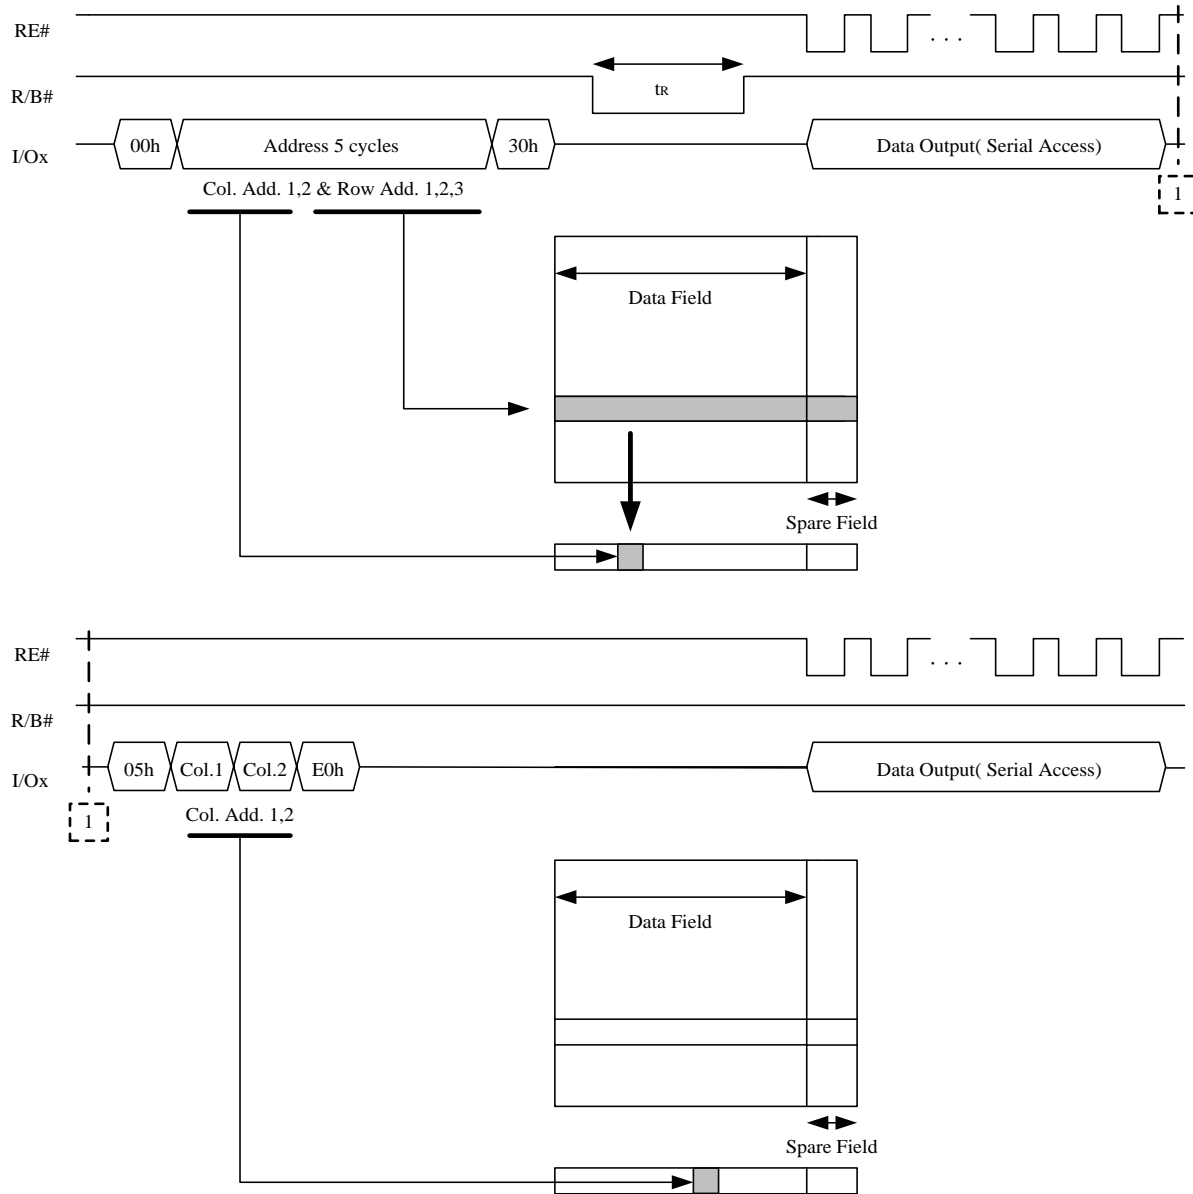 RE#
. . .
R/B#
tR
I/Ox
00h
Address 5 cycles
30h
Data Output( Serial Access)
Col. Add. 1,2 & Row Add. 1,2,3
1
Data Field
Spare Field
RE#
. . .
R/B#
I/Ox
05h
Col.1
Col.2
E0h
Data Output( Serial Access)
1
Col. Add. 1,2
Data Field
Spare Field